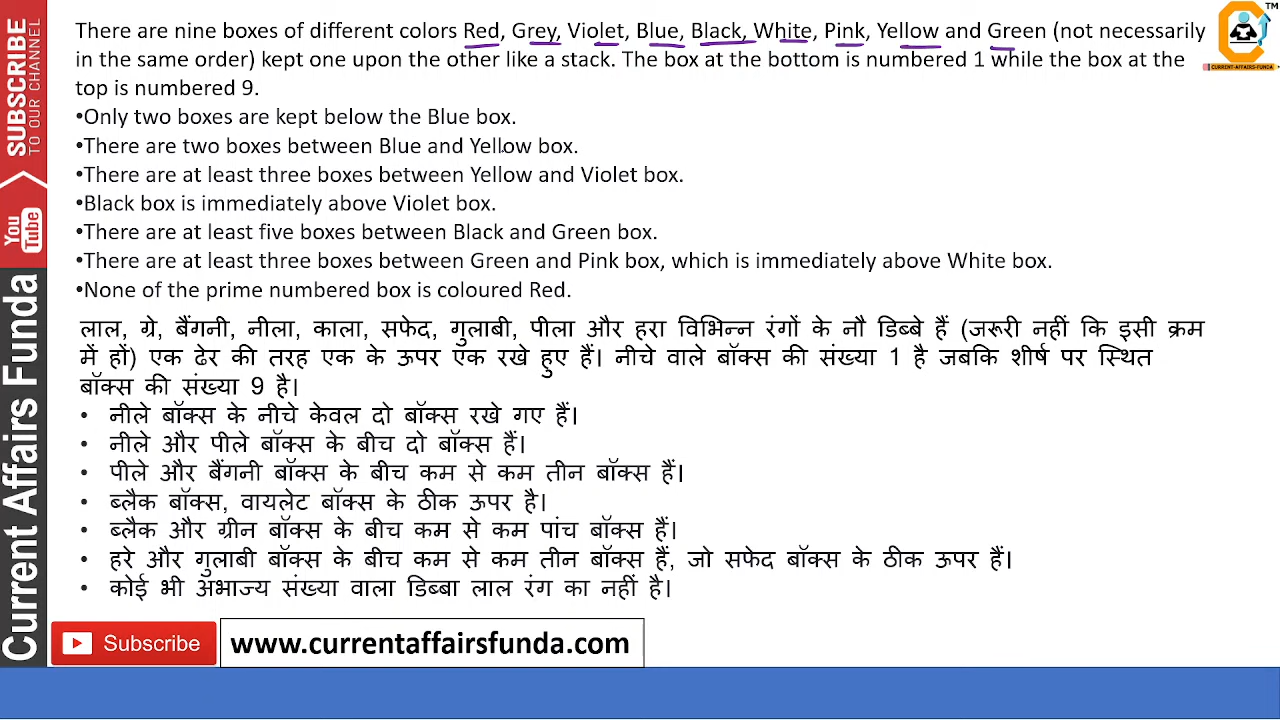 There are nine boxes of different colors Red, Grey, Violet, Blue, Black, White, Pink, Yellow and Green (not necessarily
in the same order) kept one upon the other like a stack. The box at the bottom is numbered 1 while the box at the
top is numbered 9.
•Only two boxes are kept below the Blue box.
•There are two boxes between Blue and Yellow box.
•There are at least three boxes between Yellow and Violet box.
•Black box is immediately above Violet box.
•There are at least five boxes between Black and Green box.
•There are at least three boxes between Green and Pink box, which is immediately above White box.
•None of the prime numbered box is coloured Red.
लाल, ग्रे, बैंगनी, नीला, काला, सफेद, गुलाबी, पीला और हरा विभिन्न रंगों के नौ डिब्बे हैं (जरूरी नहीं कि इसी क्रम
में हों) एक ढेर की तरह एक के ऊपर एक रखे हुए हैं। नीचे वाले बॉक्स की संख्या 1 है जबकि शीर्ष पर स्थित
बॉक्स की संख्या 9 है।
• नीले बॉक्स के नीचे केवल दो बॉक्स रखे गए हैं।
• नीले और पीले बॉक्स के बीच दो बॉक्स हैं।
• पीले और बैंगनी बॉक्स के बीच कम से कम तीन बॉक्स हैं।
• ब्लैक बॉक्स, वायलेट बॉक्स के ठीक ऊपर है।
• ब्लैक और ग्रीन बॉक्स के बीच कम से कम पांच बॉक्स हैं।
• हरे और गुलाबी बॉक्स के बीच कम से कम तीन बॉक्स हैं, जो सफेद बॉक्स के ठीक ऊपर हैं।
• कोई भी अभाज्य संख्या वाला डिब्बा लाल रंग का नहीं है।
Subscribe
www.currentaffairsfunda.com
SUBSCRIBE
TO OUR CHANNEL
You
Tube
Current Affairs Funda
TM
CURRENT-AFFAIRS-FUNDA